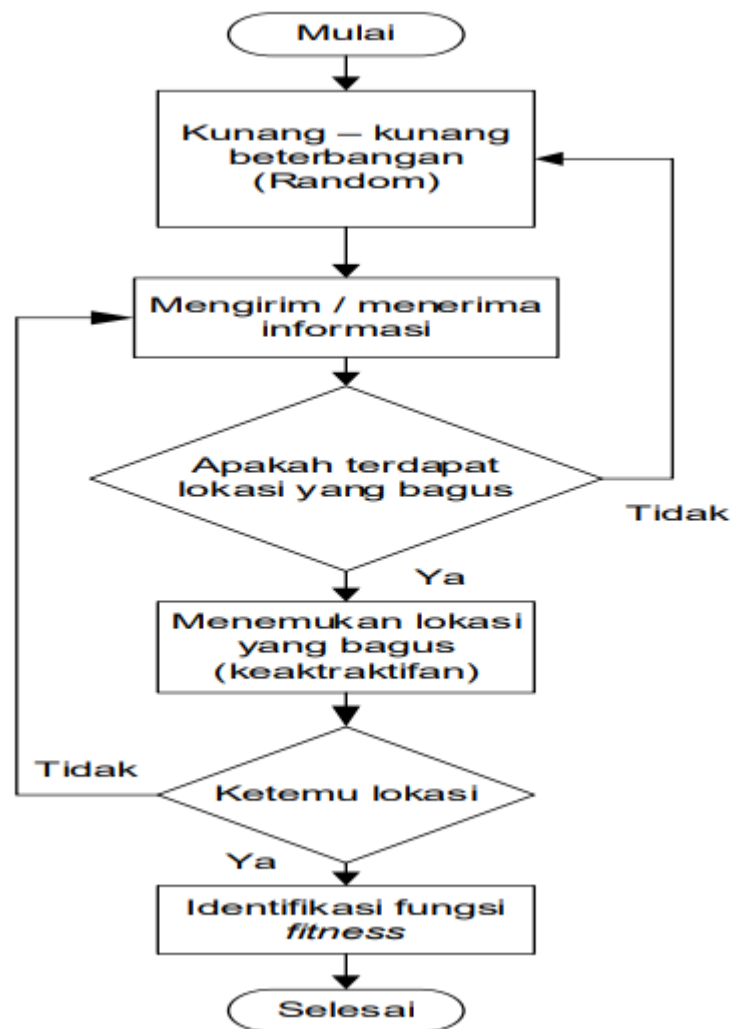 Mulai
Kunang – kunang
beterbangan
(Random)
Mengirim / menerima
informasi
Apakah terdapat
lokasi yang bagus
Tidak
Ya
Menemukan lokasi
yang bagus
(keaktraktifan)
Tidak
Ketemu lokasi
Ya
Identifikasi fungsi
fitness
Selesai